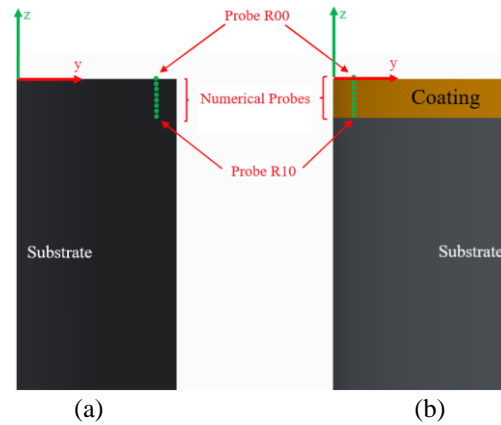 z
Probe R00
z
y
y
Numerical Probes
Coating
Probe R10
Substrate
Substrate
(a)
(b)